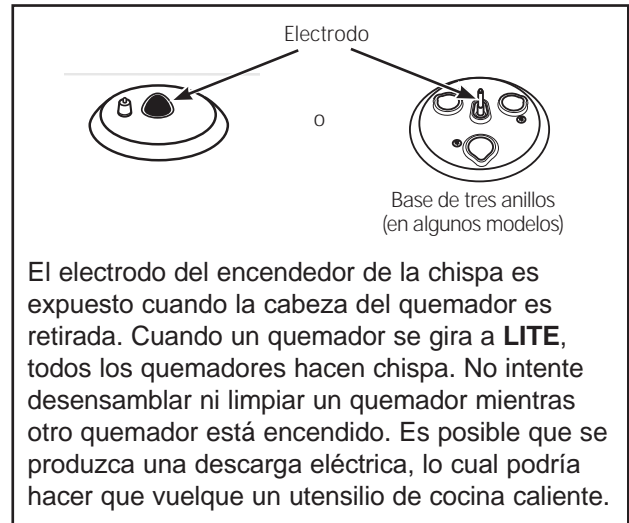 Electrodo
o
Base de tres anillos
(en algunos modelos)
El electrodo del encendedor de la chispa es
expuesto cuando la cabeza del quemador es
retirada. Cuando un quemador se gira a LITE,
todos los quemadores hacen chispa. No intente
desensamblar ni limpiar un quemador mientras
otro quemador está encendido. Es posible que se
produzca una descarga eléctrica, lo cual podría
hacer que vuelque un utensilio de cocina caliente.